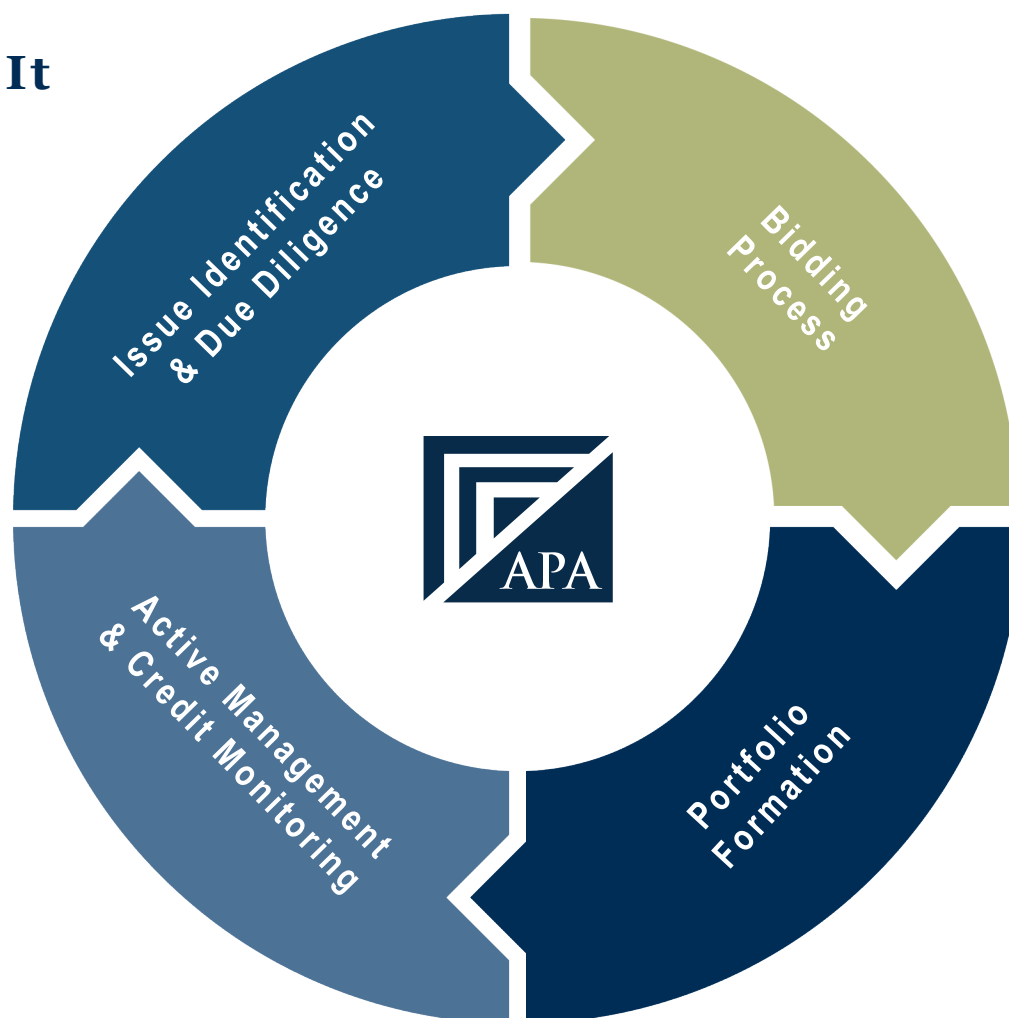 It
Issue Identification
& Due Diligence
Bidding
Process
Portfolio
Formation
Active Management
& Credit Monitoring
APA